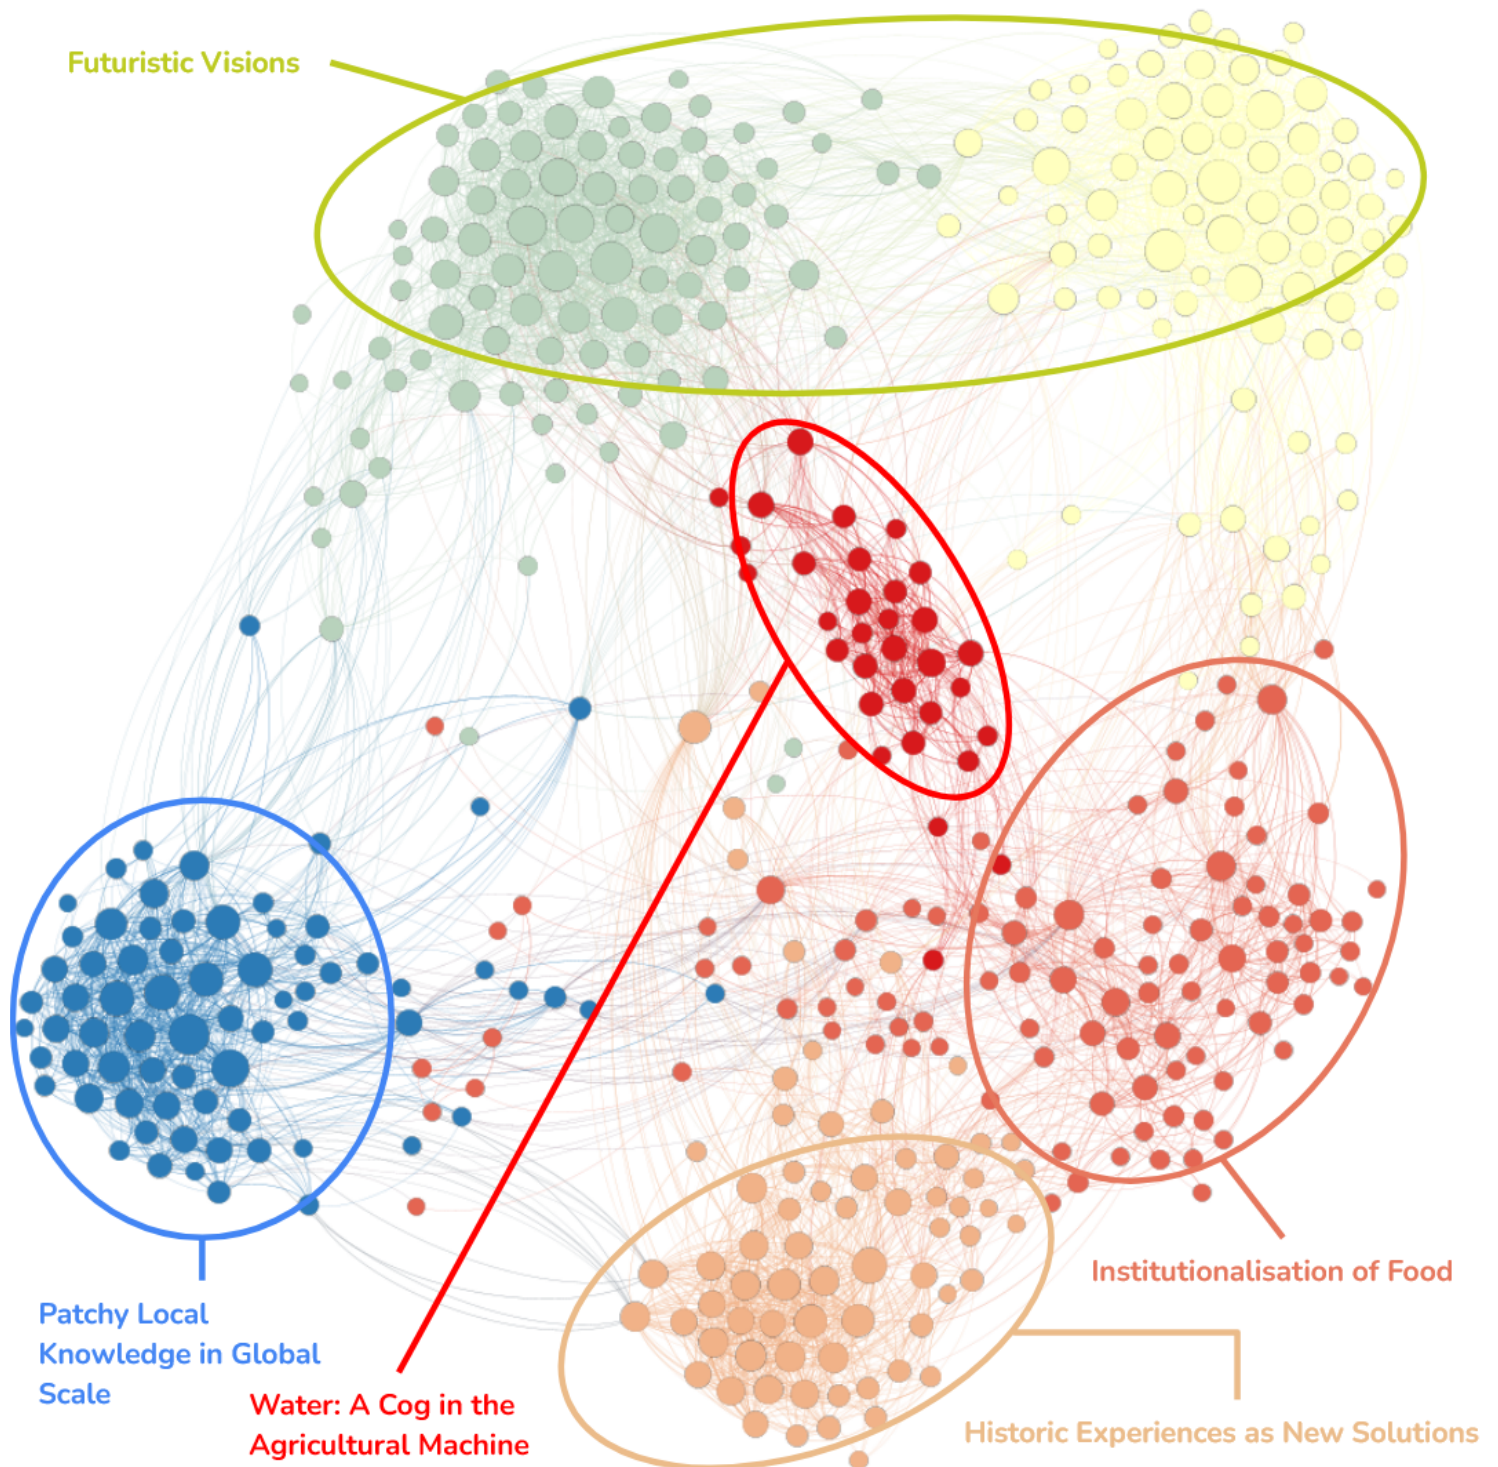 Futuristic Visions
Institutionalisation of Food
Patchy Local
Knowledge in Global
Scale
Water: A Cog in the
Agricultural Machine
Historic Experiences as New Solutions